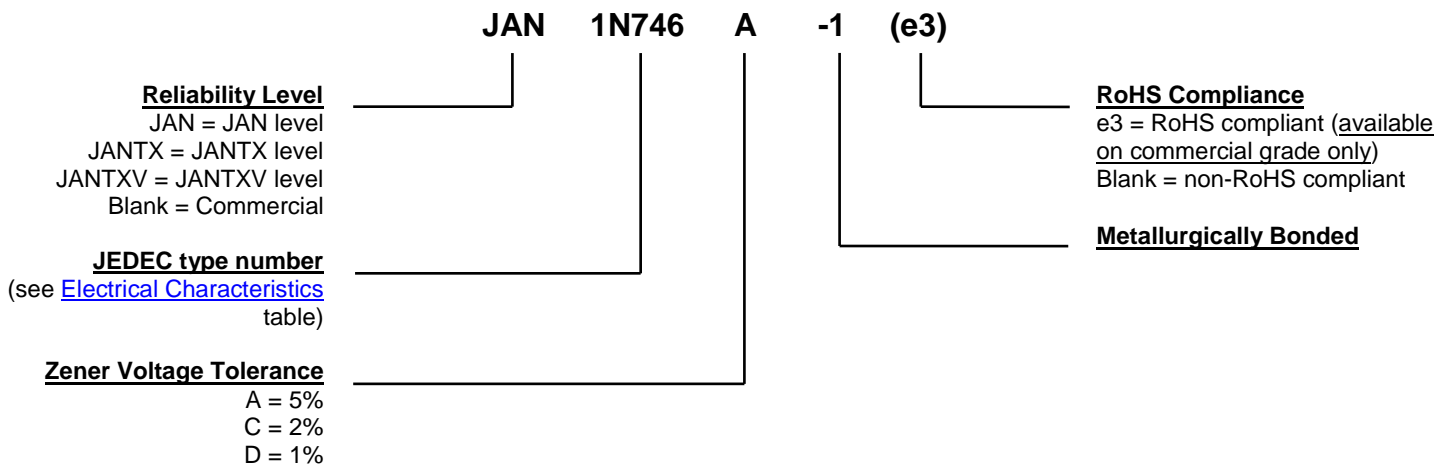 JAN 1N746 A -1 (e3)
Reliability Level
JAN = JAN level
JANTX = JANTX level
JANTXV = JANTXV level
Blank = Commercial
JEDEC type number
(see Electrical Characteristics
table)
Zener Voltage Tolerance
A = 5%
C = 2%
D = 1%
RoHS Compliance
e3 = RoHS compliant (available
on commercial grade only)
Blank = non-RoHS compliant
Metallurgically Bonded